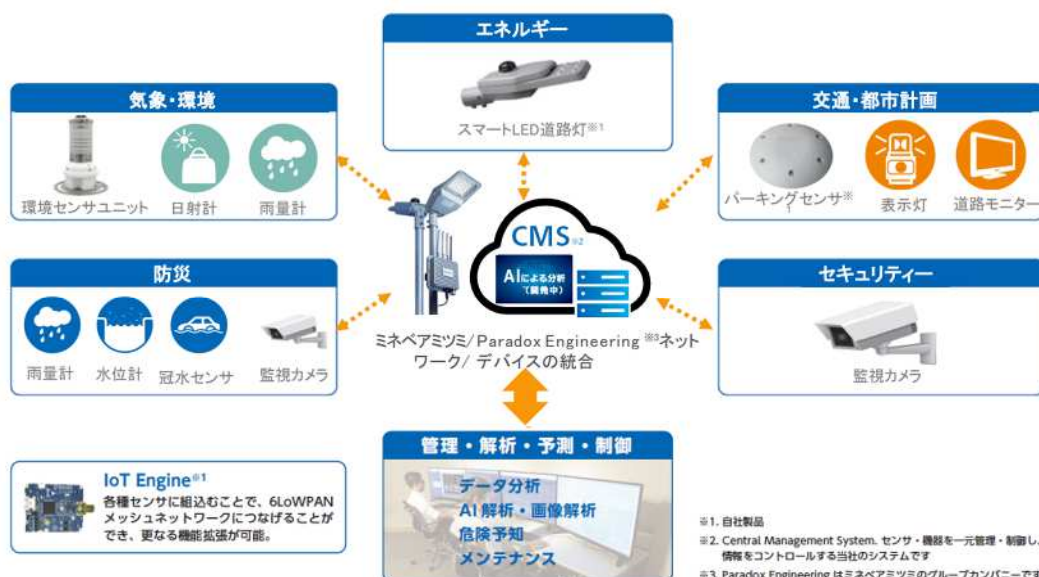 エネルギー
スマートLED道路灯※1
気象・環境
環境センサユニット
日射計
雨量計
交通・都市計画
パーキングセンサ※
1
表示灯
道路モニター
CMS※2
AIによる分析
(開発中)
防災
雨量計
水位計
冠水センサ
監視カメラ
セキュリティー
監視カメラ
ミネベアミツミ/Paradox Engineering ※3ネット
ワーク/ デバイスの統合
管理・解析・予測・制御
データ分析
AI 解析・画像解析
危険予知
メンテナンス
IoT Engine※1
各種センサに組込むことで、6LoWPAN
メッシュネットワークにつなげることが
でき、更なる機能拡張が可能。
※1. 自社製品
※2. Central Management System. センサ・機器を一元管理・制御し、
情報をコントロールする当社のシステムです
※3. Paradox Engineering はミネベアミツミのグループカンパニーです